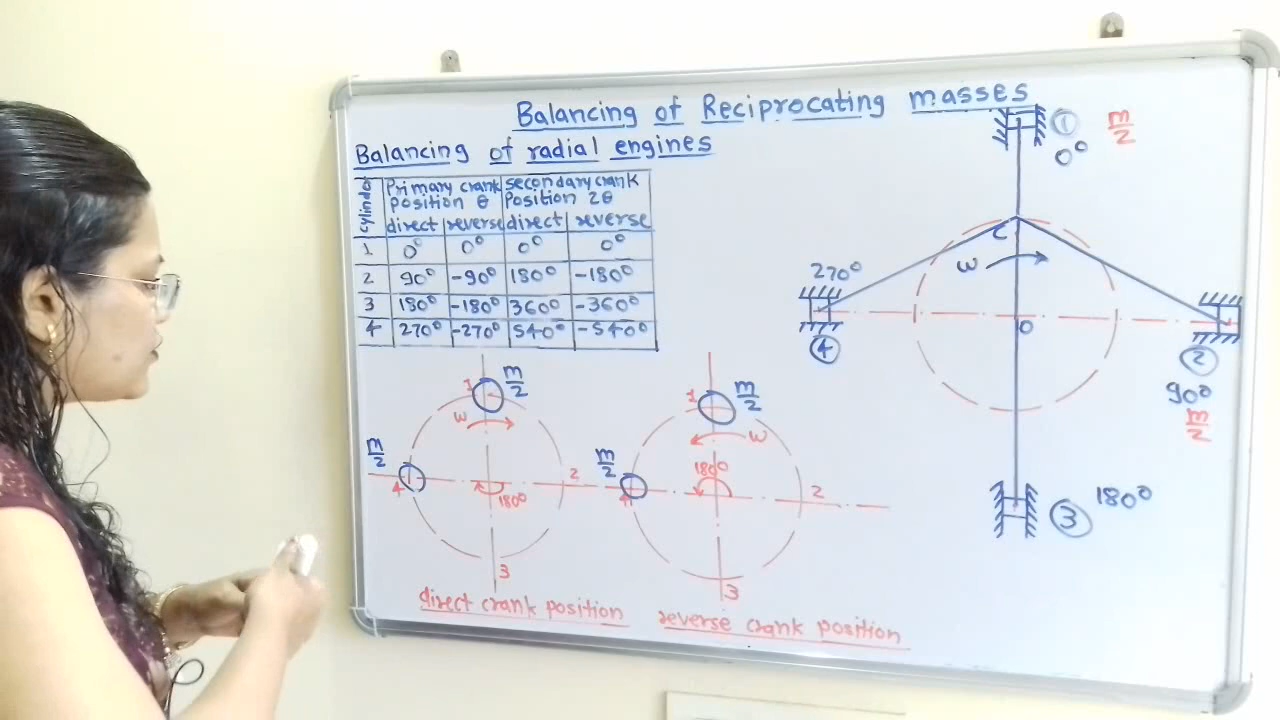 Balancing of Reciprocating masses
Balancing of radial engines
cylinder
Primary crank position θ
secondary crank Position 2θ
direct reverse direct reverse
1 0° 0° 0° 0°
2 90° -90° 180° -180°
3 180° -180° 360° -360°
4 270° -270° 540° -540°
1 m/2
ω
m/2
4
2
180°
3
direct crank position
1 m/2
ω
m/2
180°
2
3
reverse crank position
1
0°
m/2
C
ω
270°
4
O
2
90°
m/2
3
180°